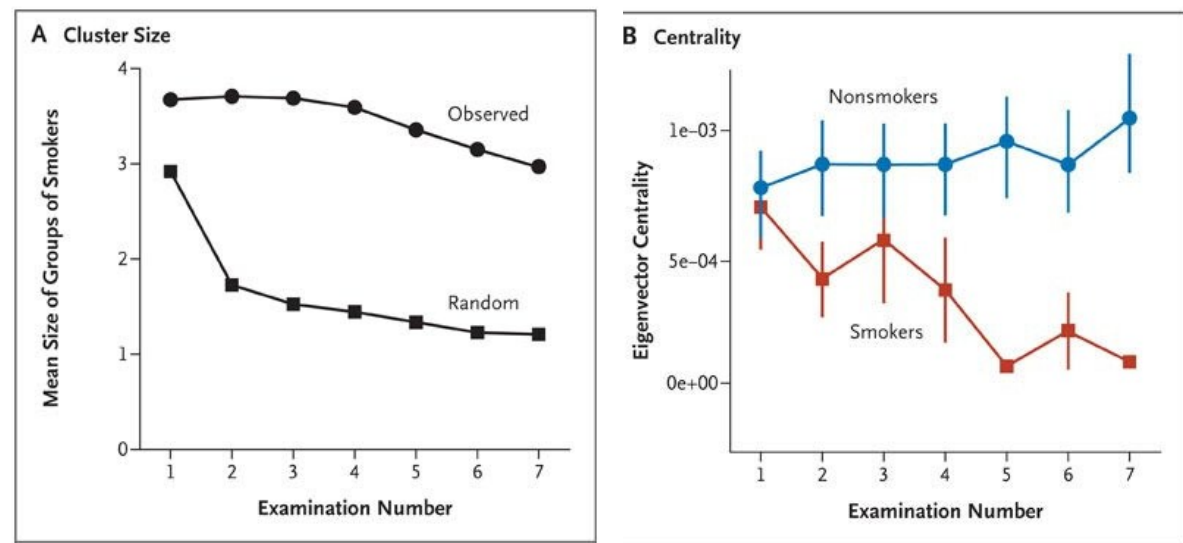 A Cluster Size
Mean Size of Groups of Smokers
4
3
2
1
0
Observed
Random
1 2 3 4 5 6 7
Examination Number
B Centrality
Eigenvector Centrality
1e–03
5e–04
0e+00
Nonsmokers
Smokers
1 2 3 4 5 6 7
Examination Number